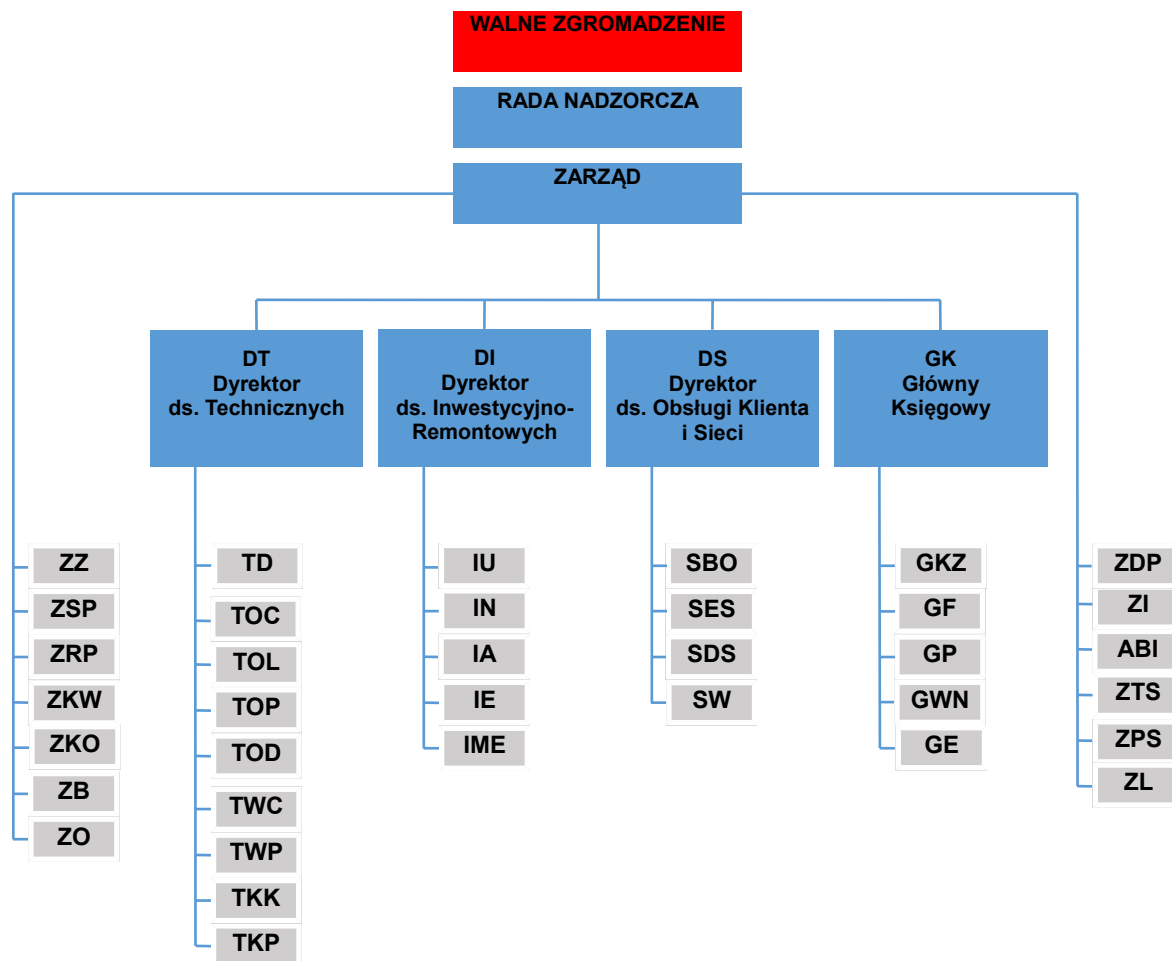 WALNE ZGROMADZENIE
RADA NADZORCZA
ZARZĄD
DT
Dyrektor
ds. Technicznych
DI
Dyrektor
ds. Inwestycyjno-
Remontowych
DS
Dyrektor
ds. Obsługi Klienta
i Sieci
GK
Główny
Księgowy
ZZ
ZSP
ZRP
ZKW
ZKO
ZB
ZO
TD
TOC
TOL
TOP
TOD
TWC
TWP
TKK
TKP
IU
IN
IA
IE
IME
SBO
SES
SDS
SW
GKZ
GF
GP
GWN
GE
ZDP
ZI
ABI
ZTS
ZPS
ZL